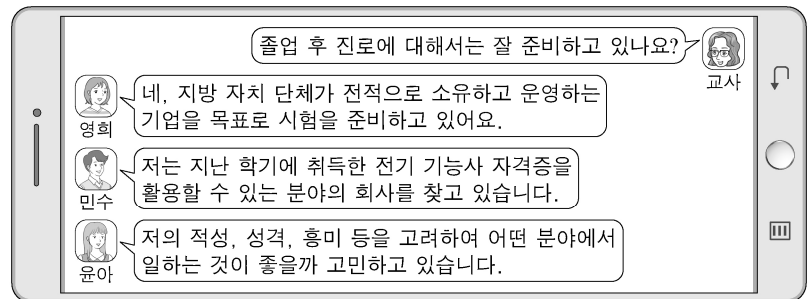 졸업 후 진로에 대해서는 잘 준비하고 있나요?
교사
네, 지방 자치 단체가 전적으로 소유하고 운영하는
기업을 목표로 시험을 준비하고 있어요.
영희
저는 지난 학기에 취득한 전기 기능사 자격증을
활용할 수 있는 분야의 회사를 찾고 있습니다.
민수
저의 적성, 성격, 흥미 등을 고려하여 어떤 분야에서
일하는 것이 좋을까 고민하고 있습니다.
윤아